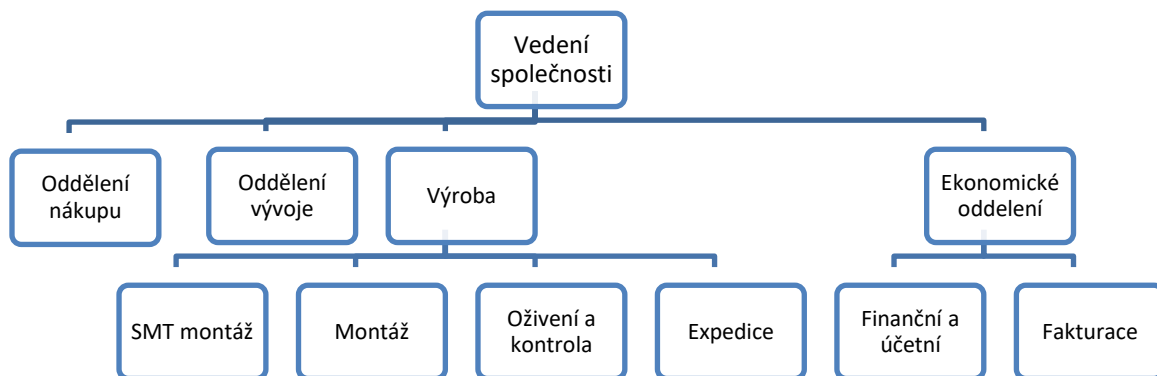 Vedení
společnosti
Oddělení
nákupu
Oddělení
vývoje
Výroba
Ekonomické
oddelení
SMT montáž
Montáž
Oživení a
kontrola
Expedice
Finanční a
účetní
Fakturace